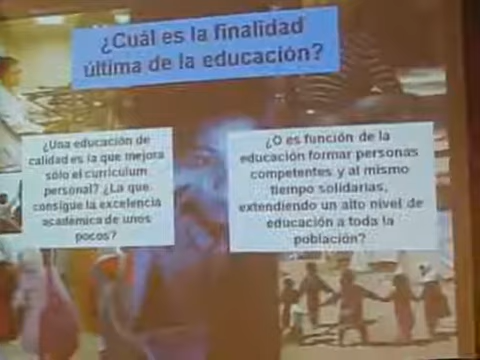 ¿Cuál es la finalidad
última de la educación?
¿Una educación de
calidad es la que mejora
sólo el curriculum
personal? ¿La que
consigue la excelencia
académica de unos
pocos?
¿O es función de la
educación formar personas
competentes y al mismo
tiempo solidarias,
extendiendo un alto nivel de
educación a toda la
población?